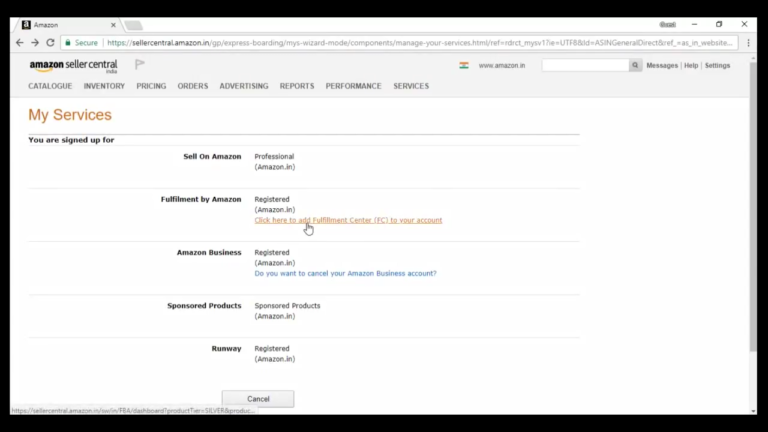 Amazon
Guest
Secure https://sellercentral.amazon.in/gp/express-boarding/mys-wizard-mode/components/manage-your-services.html/ref=rdrct_mysv1?ie=UTF8&Id=ASINGeneralDirect&ref_=as_in_website...
amazon seller central
india
www.amazon.in Messages | Help | Settings
CATALOGUE INVENTORY PRICING ORDERS ADVERTISING REPORTS PERFORMANCE SERVICES
My Services
You are signed up for
Sell On Amazon Professional
(Amazon.in)
Fulfilment by Amazon Registered
(Amazon.in)
Click here to add Fulfillment Center (FC) to your account
Amazon Business Registered
(Amazon.in)
Do you want to cancel your Amazon Business account?
Sponsored Products Sponsored Products
(Amazon.in)
Runway Registered
(Amazon.in)
Cancel
https://sellercentral.amazon.in/sw/in/FBA/dashboard?productTier=SILVER&produc...